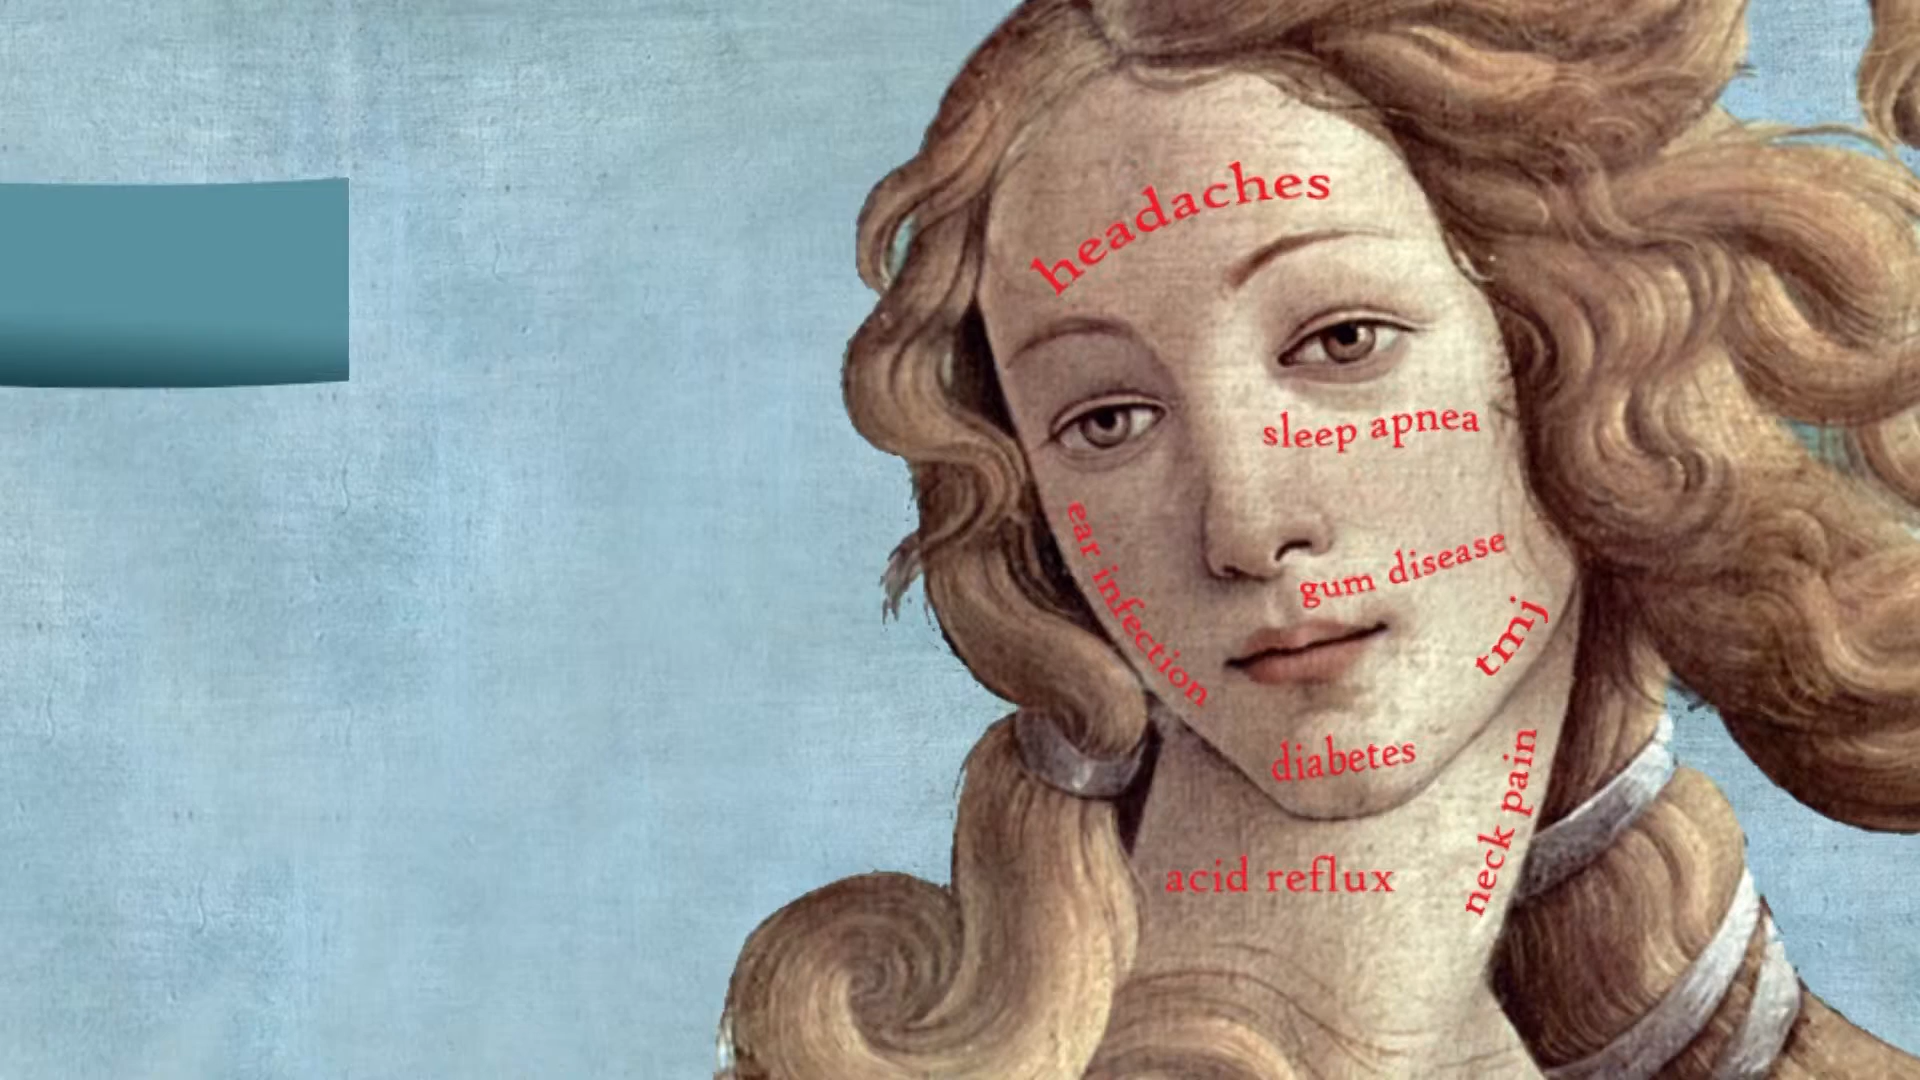 headaches
sleep apnea
ear infection
gum disease
tmj
diabetes
neck pain
acid reflux